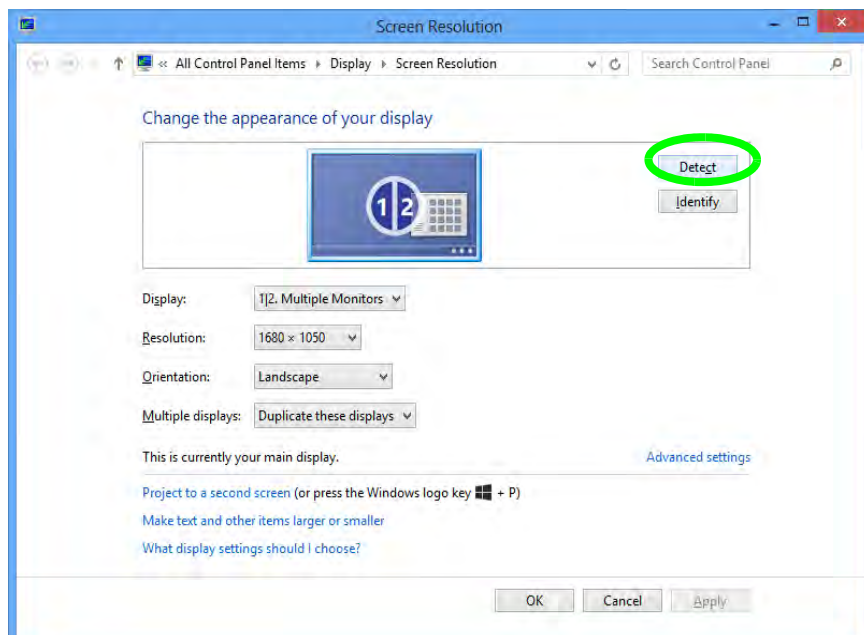 Screen Resolution
« All Control Panel Items Display Screen Resolution
Search Control Panel
Change the appearance of your display
1|2
Detect
Identify
Display: 1|2. Multiple Monitors
Resolution: 1680 × 1050
Orientation: Landscape
Multiple displays: Duplicate these displays
This is currently your main display.
Advanced settings
Project to a second screen (or press the Windows logo key + P)
Make text and other items larger or smaller
What display settings should I choose?
OK Cancel Apply